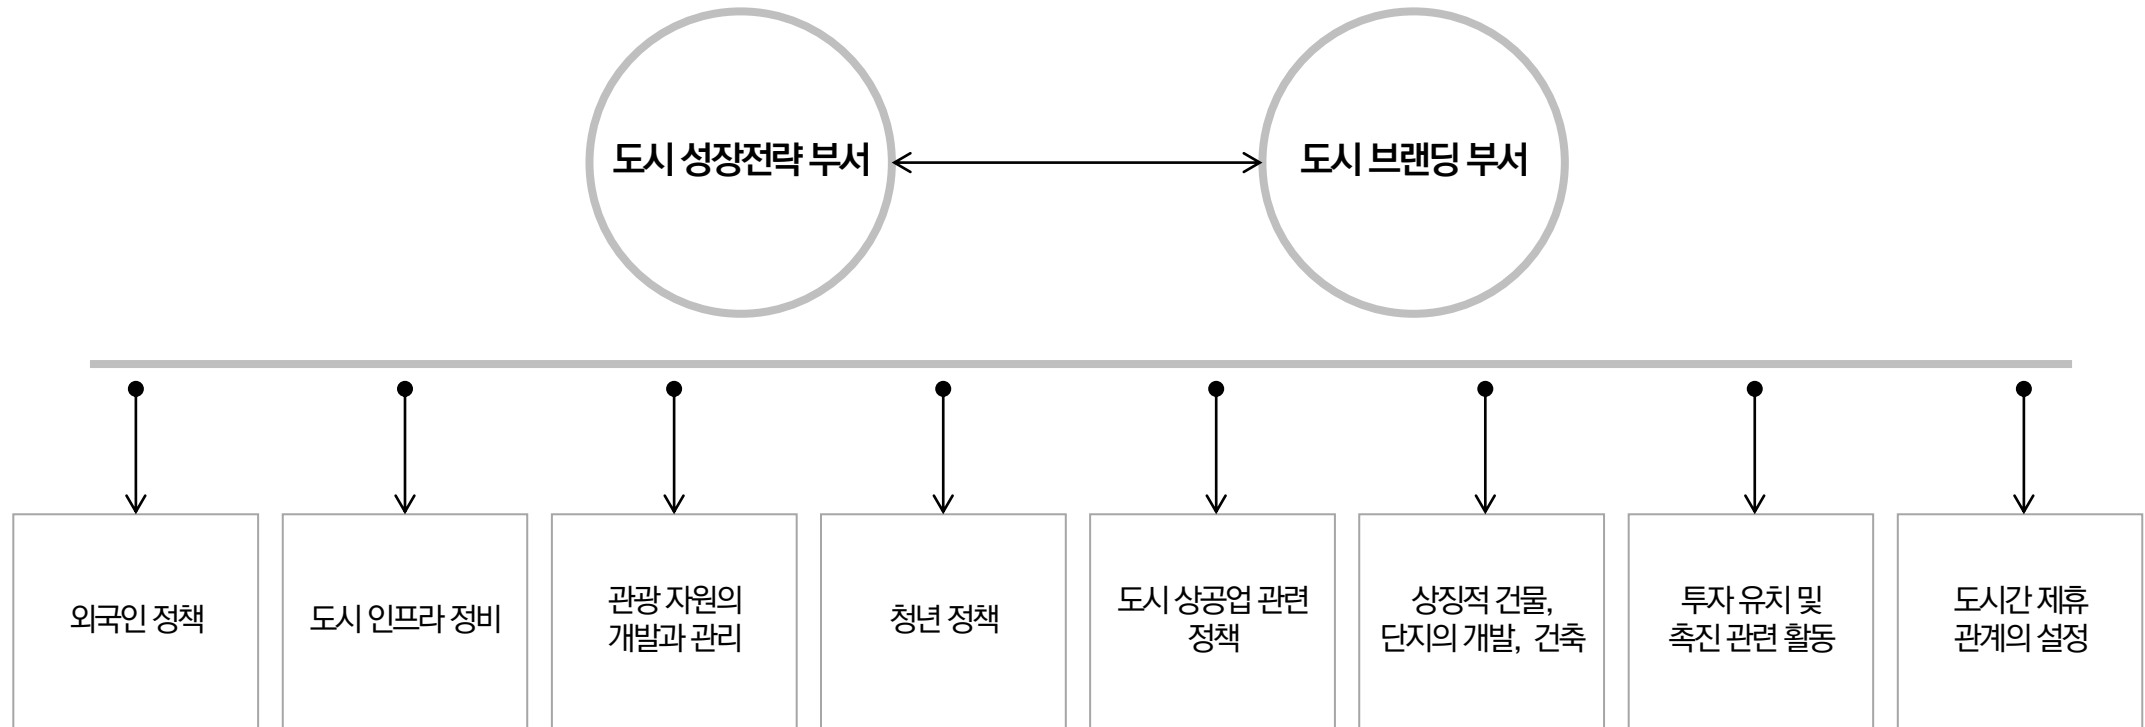 도시 성장전략 부서
도시 브랜딩 부서
외국인 정책
도시 인프라 정비
관광 자원의
개발과 관리
청년 정책
도시 상공업 관련
정책
상징적 건물,
단지의 개발, 건축
투자 유치 및
촉진 관련 활동
도시간 제휴
관계의 설정